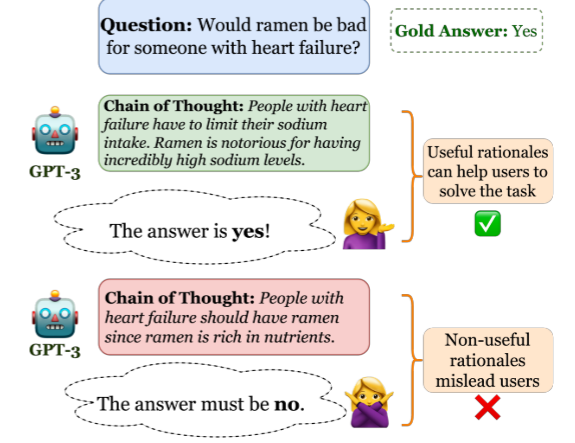 Question: Would ramen be bad
for someone with heart failure?
Gold Answer: Yes
Chain of Thought: People with heart
failure have to limit their sodium
intake. Ramen is notorious for having
incredibly high sodium levels.
GPT-3
The answer is yes!
Useful rationales
can help users to
solve the task
Chain of Thought: People with
heart failure should have ramen
since ramen is rich in nutrients.
GPT-3
The answer must be no.
Non-useful
rationales
mislead users